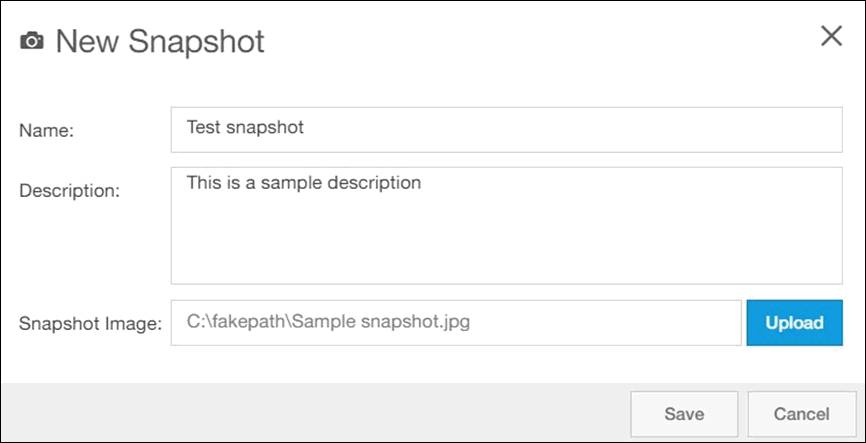 New Snapshot
Name: Test snapshot
Description: This is a sample description
Snapshot Image: C:\fakepath\Sample snapshot.jpg Upload
Save Cancel